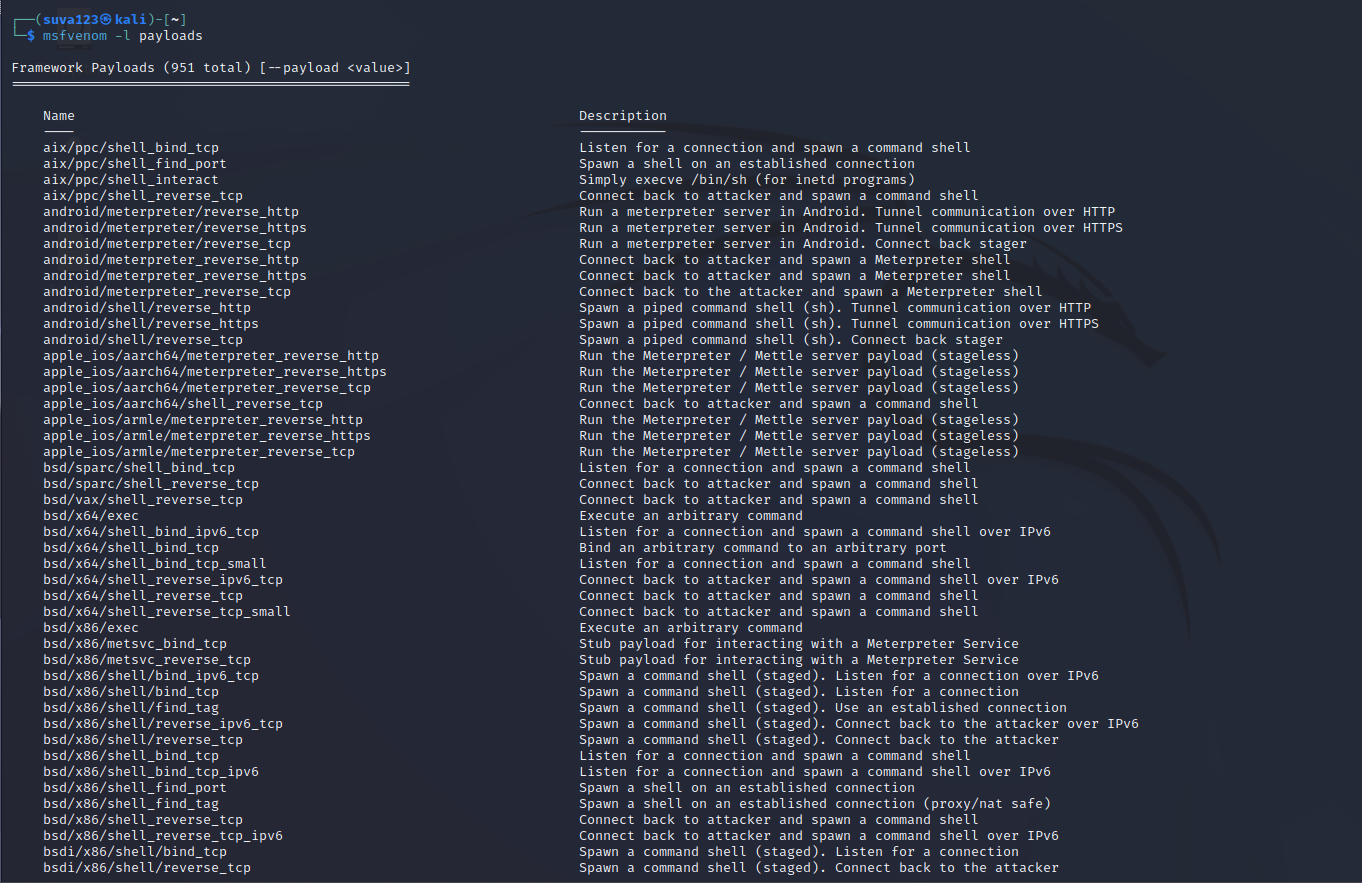 ┌──(suva123㉿kali)-[~]
└─$ msfvenom -l payloads
Framework Payloads (951 total) [--payload <value>]
==================================================
Name Description
---- -----------
aix/ppc/shell_bind_tcp Listen for a connection and spawn a command shell
aix/ppc/shell_find_port Spawn a shell on an established connection
aix/ppc/shell_interact Simply execve /bin/sh (for inetd programs)
aix/ppc/shell_reverse_tcp Connect back to attacker and spawn a command shell
android/meterpreter/reverse_http Run a meterpreter server in Android. Tunnel communication over HTTP
android/meterpreter/reverse_https Run a meterpreter server in Android. Tunnel communication over HTTPS
android/meterpreter/reverse_tcp Run a meterpreter server in Android. Connect back stager
android/meterpreter_reverse_http Connect back to attacker and spawn a Meterpreter shell
android/meterpreter_reverse_https Connect back to attacker and spawn a Meterpreter shell
android/meterpreter_reverse_tcp Connect back to the attacker and spawn a Meterpreter shell
android/shell/reverse_http Spawn a piped command shell (sh). Tunnel communication over HTTP
android/shell/reverse_https Spawn a piped command shell (sh). Tunnel communication over HTTPS
android/shell/reverse_tcp Spawn a piped command shell (sh). Connect back stager
apple_ios/aarch64/meterpreter_reverse_http Run the Meterpreter / Mettle server payload (stageless)
apple_ios/aarch64/meterpreter_reverse_https Run the Meterpreter / Mettle server payload (stageless)
apple_ios/aarch64/meterpreter_reverse_tcp Run the Meterpreter / Mettle server payload (stageless)
apple_ios/aarch64/shell_reverse_tcp Connect back to attacker and spawn a command shell
apple_ios/armle/meterpreter_reverse_http Run the Meterpreter / Mettle server payload (stageless)
apple_ios/armle/meterpreter_reverse_https Run the Meterpreter / Mettle server payload (stageless)
apple_ios/armle/meterpreter_reverse_tcp Run the Meterpreter / Mettle server payload (stageless)
bsd/sparc/shell_bind_tcp Listen for a connection and spawn a command shell
bsd/sparc/shell_reverse_tcp Connect back to attacker and spawn a command shell
bsd/vax/shell_reverse_tcp Connect back to attacker and spawn a command shell
bsd/x64/exec Execute an arbitrary command
bsd/x64/shell_bind_ipv6_tcp Listen for a connection and spawn a command shell over IPv6
bsd/x64/shell_bind_tcp Bind an arbitrary command to an arbitrary port
bsd/x64/shell_bind_tcp_small Listen for a connection and spawn a command shell
bsd/x64/shell_reverse_ipv6_tcp Connect back to attacker and spawn a command shell over IPv6
bsd/x64/shell_reverse_tcp Connect back to attacker and spawn a command shell
bsd/x64/shell_reverse_tcp_small Connect back to attacker and spawn a command shell
bsd/x86/exec Execute an arbitrary command
bsd/x86/metsvc_bind_tcp Stub payload for interacting with a Meterpreter Service
bsd/x86/metsvc_reverse_tcp Stub payload for interacting with a Meterpreter Service
bsd/x86/shell/bind_ipv6_tcp Spawn a command shell (staged). Listen for a connection over IPv6
bsd/x86/shell/bind_tcp Spawn a command shell (staged). Listen for a connection
bsd/x86/shell/find_tag Spawn a command shell (staged). Use an established connection
bsd/x86/shell/reverse_ipv6_tcp Spawn a command shell (staged). Connect back to the attacker over IPv6
bsd/x86/shell/reverse_tcp Spawn a command shell (staged). Connect back to the attacker
bsd/x86/shell_bind_tcp Listen for a connection and spawn a command shell
bsd/x86/shell_bind_tcp_ipv6 Listen for a connection and spawn a command shell over IPv6
bsd/x86/shell_find_port Spawn a shell on an established connection
bsd/x86/shell_find_tag Spawn a shell on an established connection (proxy/nat safe)
bsd/x86/shell_reverse_tcp Connect back to attacker and spawn a command shell
bsd/x86/shell_reverse_tcp_ipv6 Connect back to attacker and spawn a command shell over IPv6
bsdi/x86/shell/bind_tcp Spawn a command shell (staged). Listen for a connection
bsdi/x86/shell/reverse_tcp Spawn a command shell (staged). Connect back to the attacker